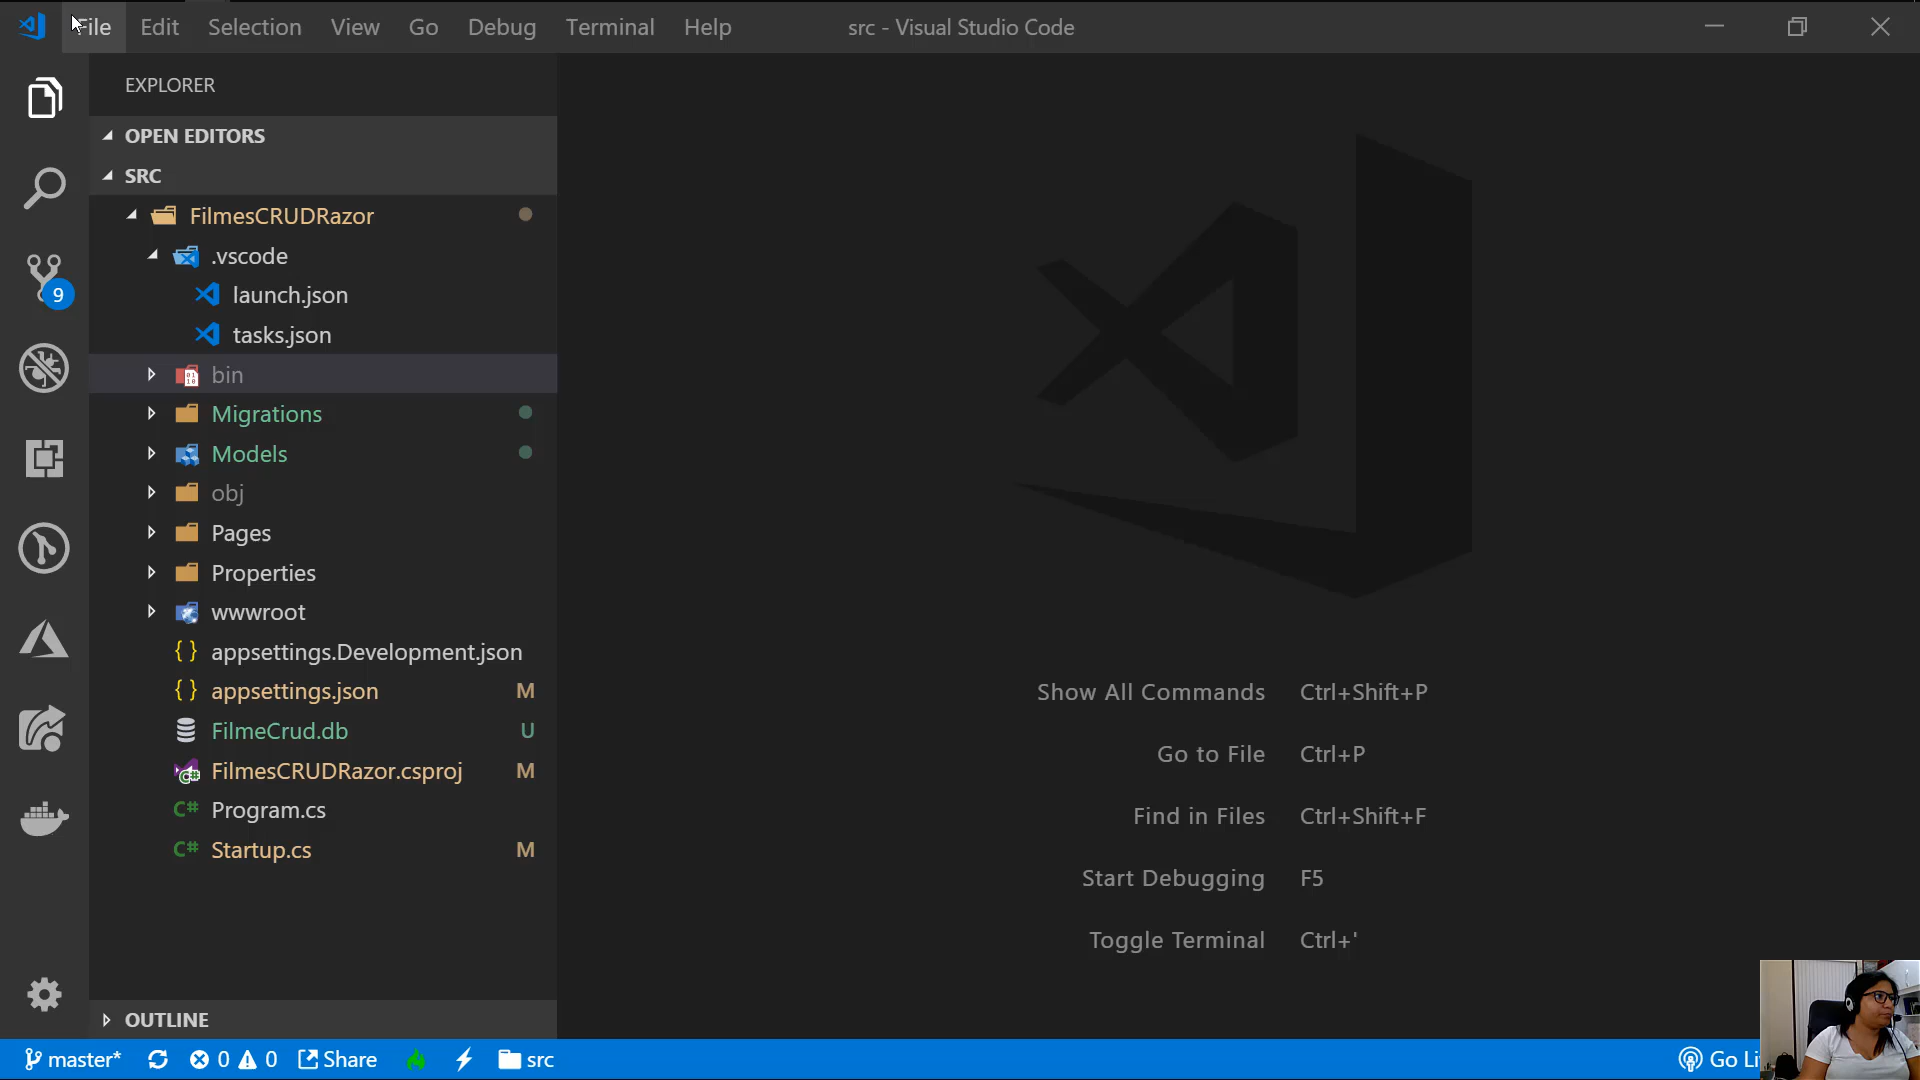 File Edit Selection View Go Debug Terminal Help src - Visual Studio Code
EXPLORER
OPEN EDITORS
SRC
FilmesCRUDRazor
.vscode
launch.json
tasks.json
bin
Migrations
Models
obj
Pages
Properties
wwwroot
appsettings.Development.json
appsettings.json M
FilmeCrud.db U
FilmesCRUDRazor.csproj M
Program.cs
Startup.cs M
OUTLINE
9
Show All Commands Ctrl+Shift+P
Go to File Ctrl+P
Find in Files Ctrl+Shift+F
Start Debugging F5
Toggle Terminal Ctrl+'
master* 0 0 Share src Go Li